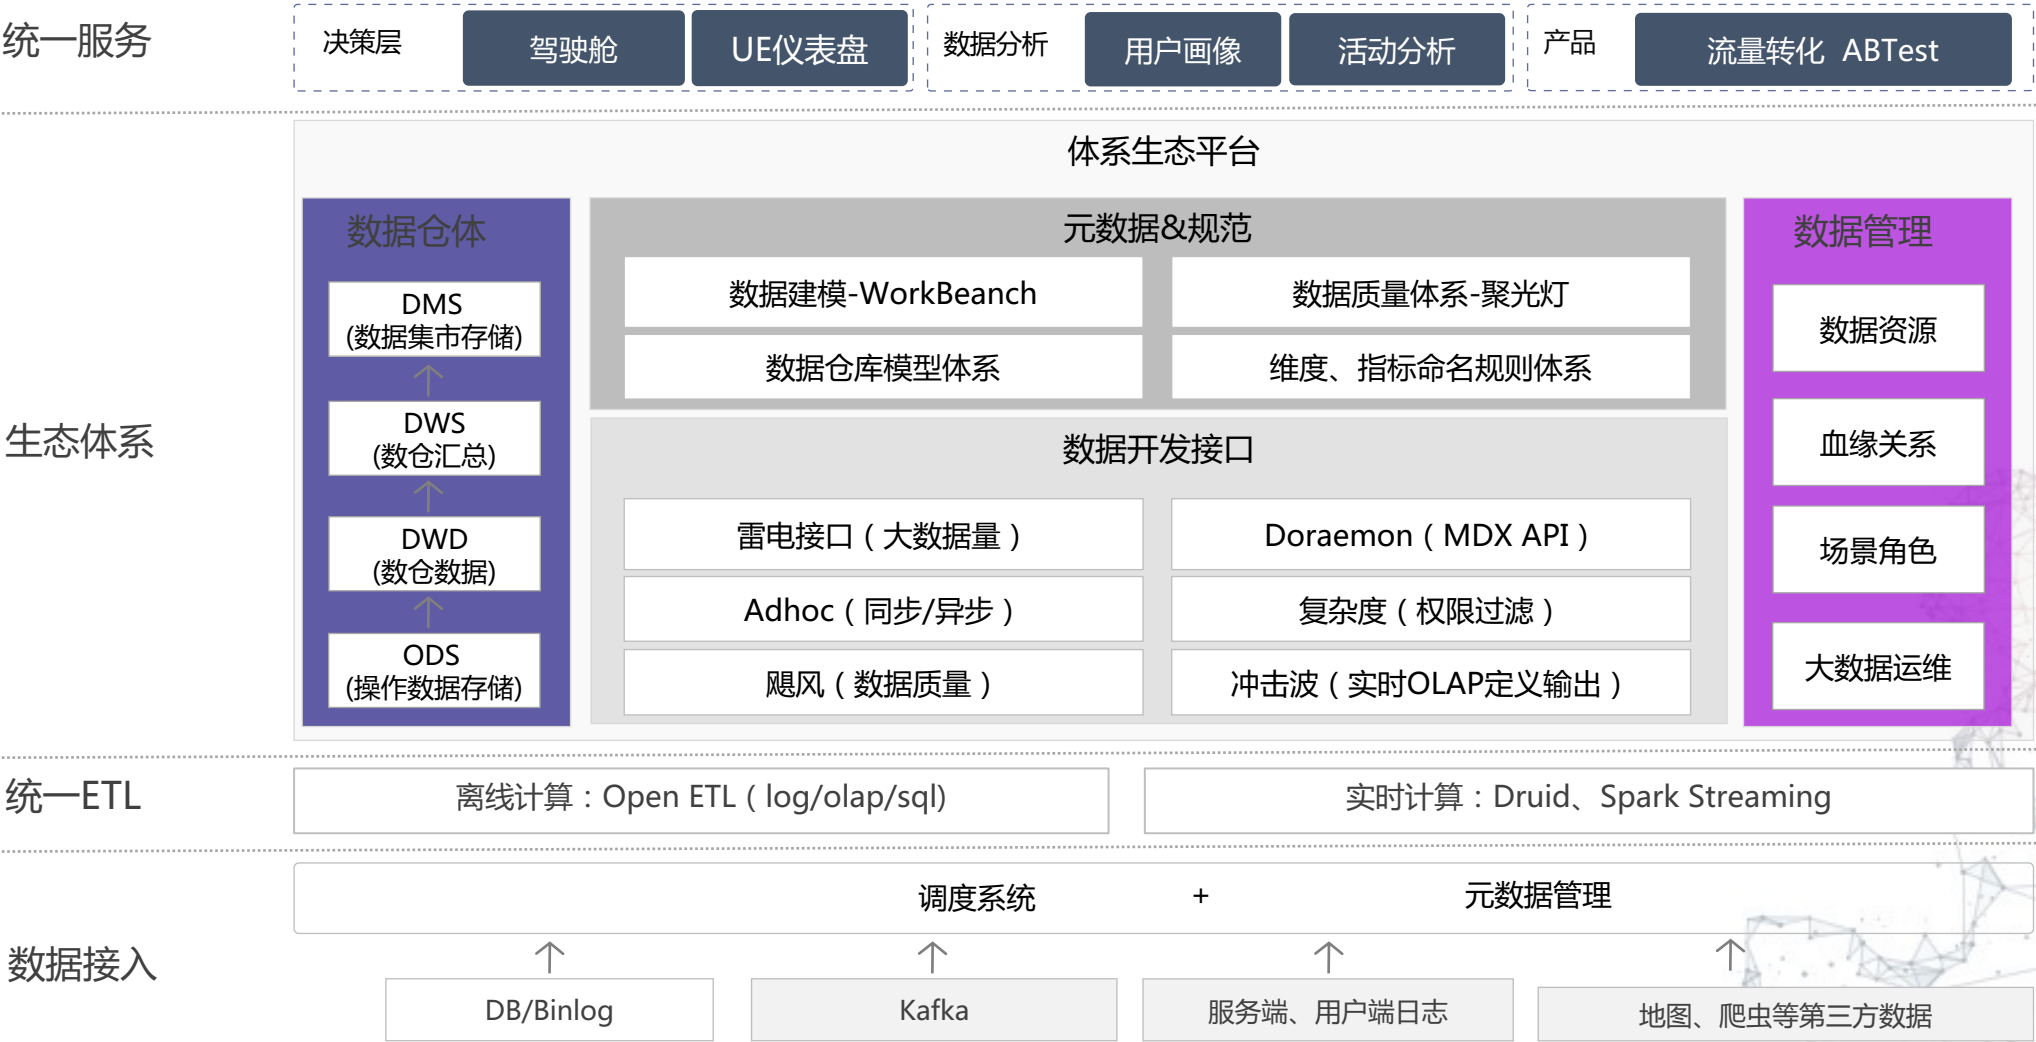 统一服务
决策层
驾驶舱
UE仪表盘
数据分析
用户画像
活动分析
产品
流量转化 ABTest
体系生态平台
生态体系
数据仓体
DMS
(数据集市存储)
DWS
(数仓汇总)
DWD
(数仓数据)
ODS
(操作数据存储)
元数据&规范
数据建模-WorkBeanch
数据质量体系-聚光灯
数据仓库模型体系
维度、指标命名规则体系
数据开发接口
雷电接口（大数据量）
Doraemon（MDX API）
Adhoc（同步/异步）
复杂度（权限过滤）
飓风（数据质量）
冲击波（实时OLAP定义输出）
数据管理
数据资源
血缘关系
场景角色
大数据运维
统一ETL
离线计算：Open ETL（log/olap/sql)
实时计算：Druid、Spark Streaming
数据接入
调度系统 + 元数据管理
DB/Binlog
Kafka
服务端、用户端日志
地图、爬虫等第三方数据